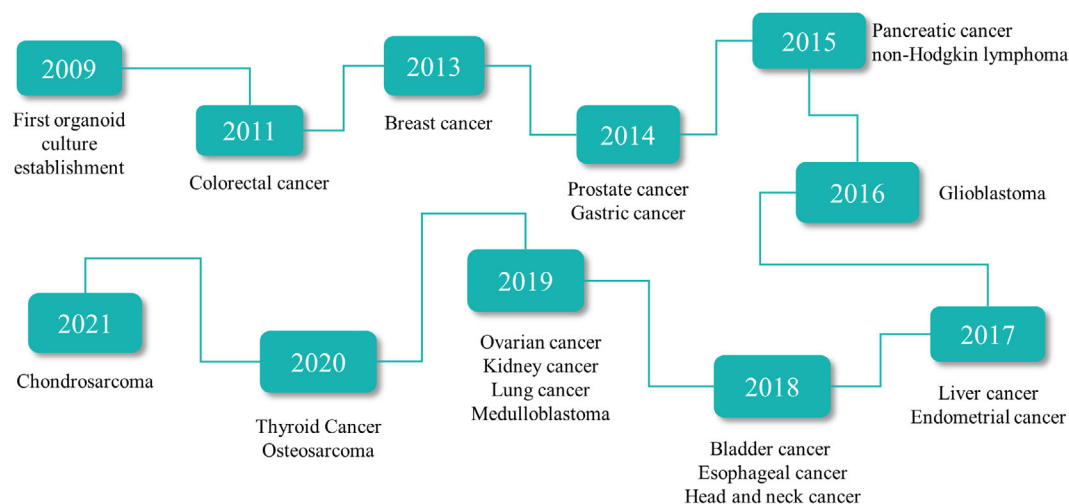 2009
First organoid
culture
establishment
2011
Colorectal cancer
2013
Breast cancer
2014
Prostate cancer
Gastric cancer
2015
Pancreatic cancer
non-Hodgkin lymphoma
2016
Glioblastoma
2017
Liver cancer
Endometrial cancer
2018
Bladder cancer
Esophageal cancer
Head and neck cancer
2019
Ovarian cancer
Kidney cancer
Lung cancer
Medulloblastoma
2020
Thyroid Cancer
Osteosarcoma
2021
Chondrosarcoma